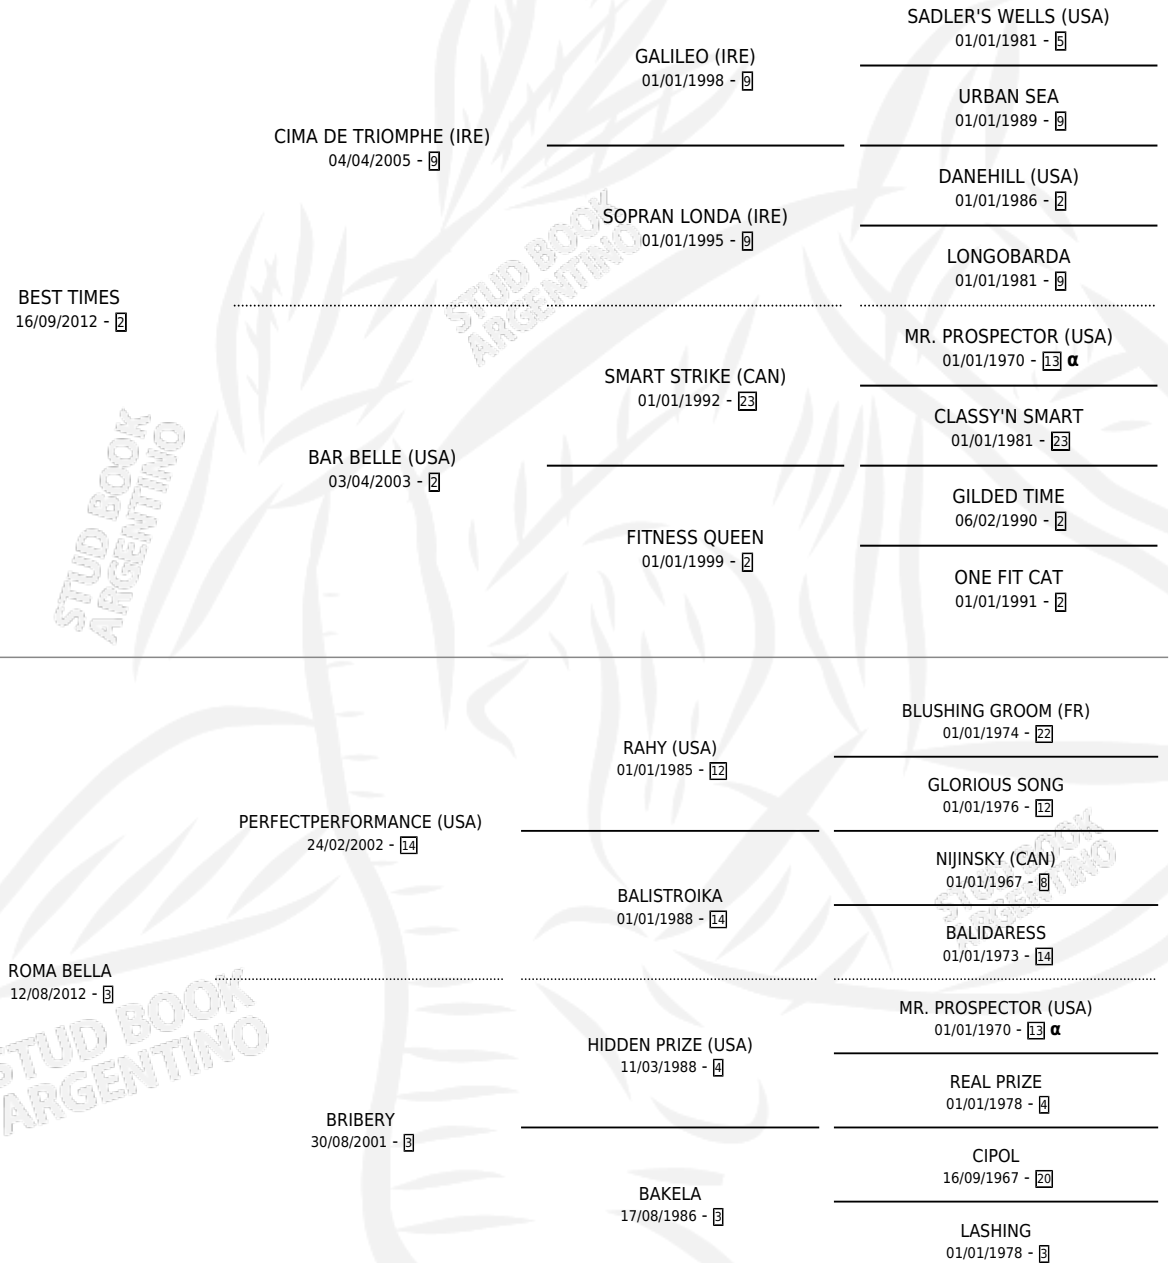 SADLER'S WELLS (USA)
01/01/1981 - 5
GALILEO (IRE)
01/01/1998 - 9
URBAN SEA
01/01/1989 - 9
CIMA DE TRIOMPHE (IRE)
04/04/2005 - 9
DANEHILL (USA)
01/01/1986 - 2
SOPRAN LONDA (IRE)
01/01/1995 - 9
LONGOBARDA
01/01/1981 - 9
BEST TIMES
16/09/2012 - 2
MR. PROSPECTOR (USA)
01/01/1970 - 13 α
SMART STRIKE (CAN)
01/01/1992 - 23
CLASSY'N SMART
01/01/1981 - 23
BAR BELLE (USA)
03/04/2003 - 2
GILDED TIME
06/02/1990 - 2
FITNESS QUEEN
01/01/1999 - 2
ONE FIT CAT
01/01/1991 - 2
BLUSHING GROOM (FR)
01/01/1974 - 22
RAHY (USA)
01/01/1985 - 12
GLORIOUS SONG
01/01/1976 - 12
PERFECTPERFORMANCE (USA)
24/02/2002 - 14
NIJINSKY (CAN)
01/01/1967 - 8
BALISTROIKA
01/01/1988 - 14
BALIDARESS
01/01/1973 - 14
ROMA BELLA
12/08/2012 - 3
MR. PROSPECTOR (USA)
01/01/1970 - 13 α
HIDDEN PRIZE (USA)
11/03/1988 - 4
REAL PRIZE
01/01/1978 - 4
BRIBERY
30/08/2001 - 3
CIPOL
16/09/1967 - 20
BAKELA
17/08/1986 - 3
LASHING
01/01/1978 - 3
STUD BOOK
ARGENTINO
STUD BOOK
ARGENTINO
STUD BOOK
ARGENTINO
STUD BOOK
ARGENTINO